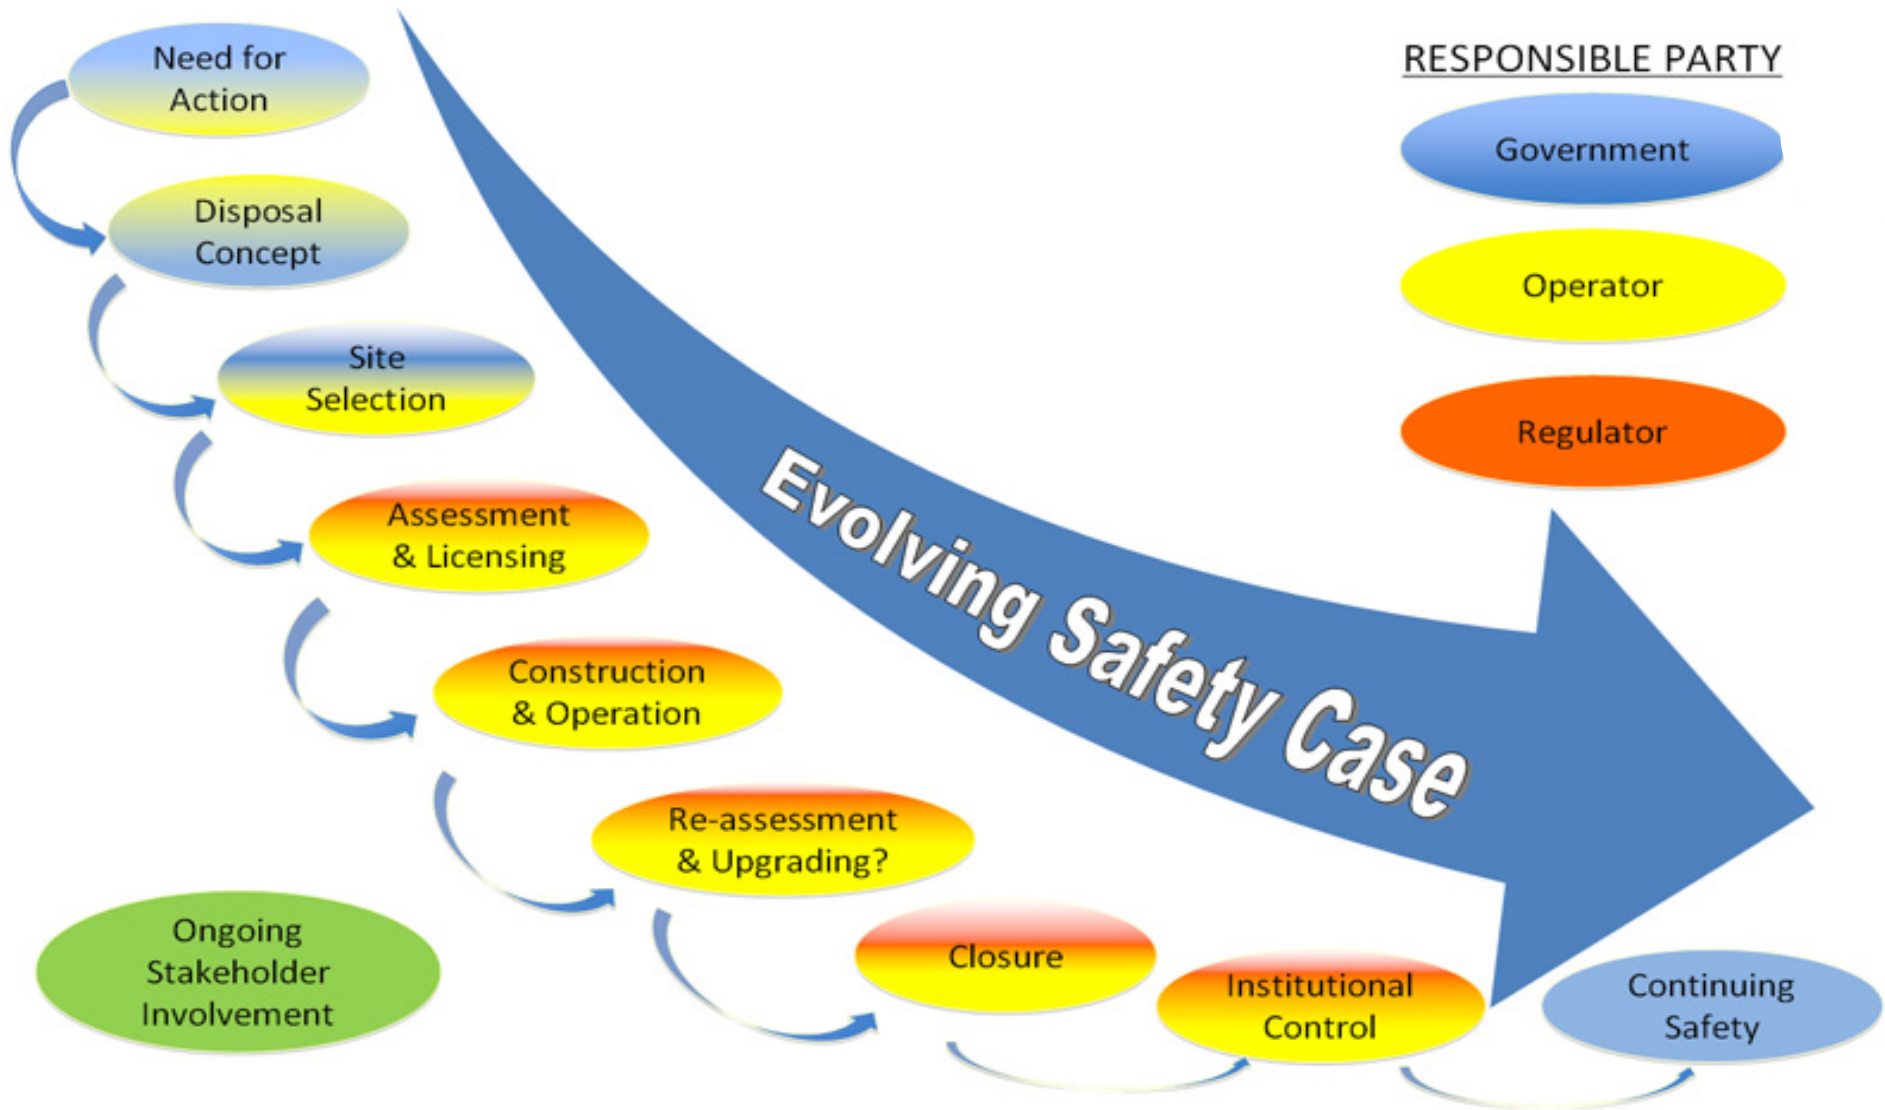 Need for
Action
Disposal
Concept
Site
Selection
Assessment
& Licensing
Construction
& Operation
Re-assessment
& Upgrading?
Closure
Institutional
Control
Continuing
Safety
Ongoing
Stakeholder
Involvement
Evolving Safety Case
RESPONSIBLE PARTY
Government
Operator
Regulator